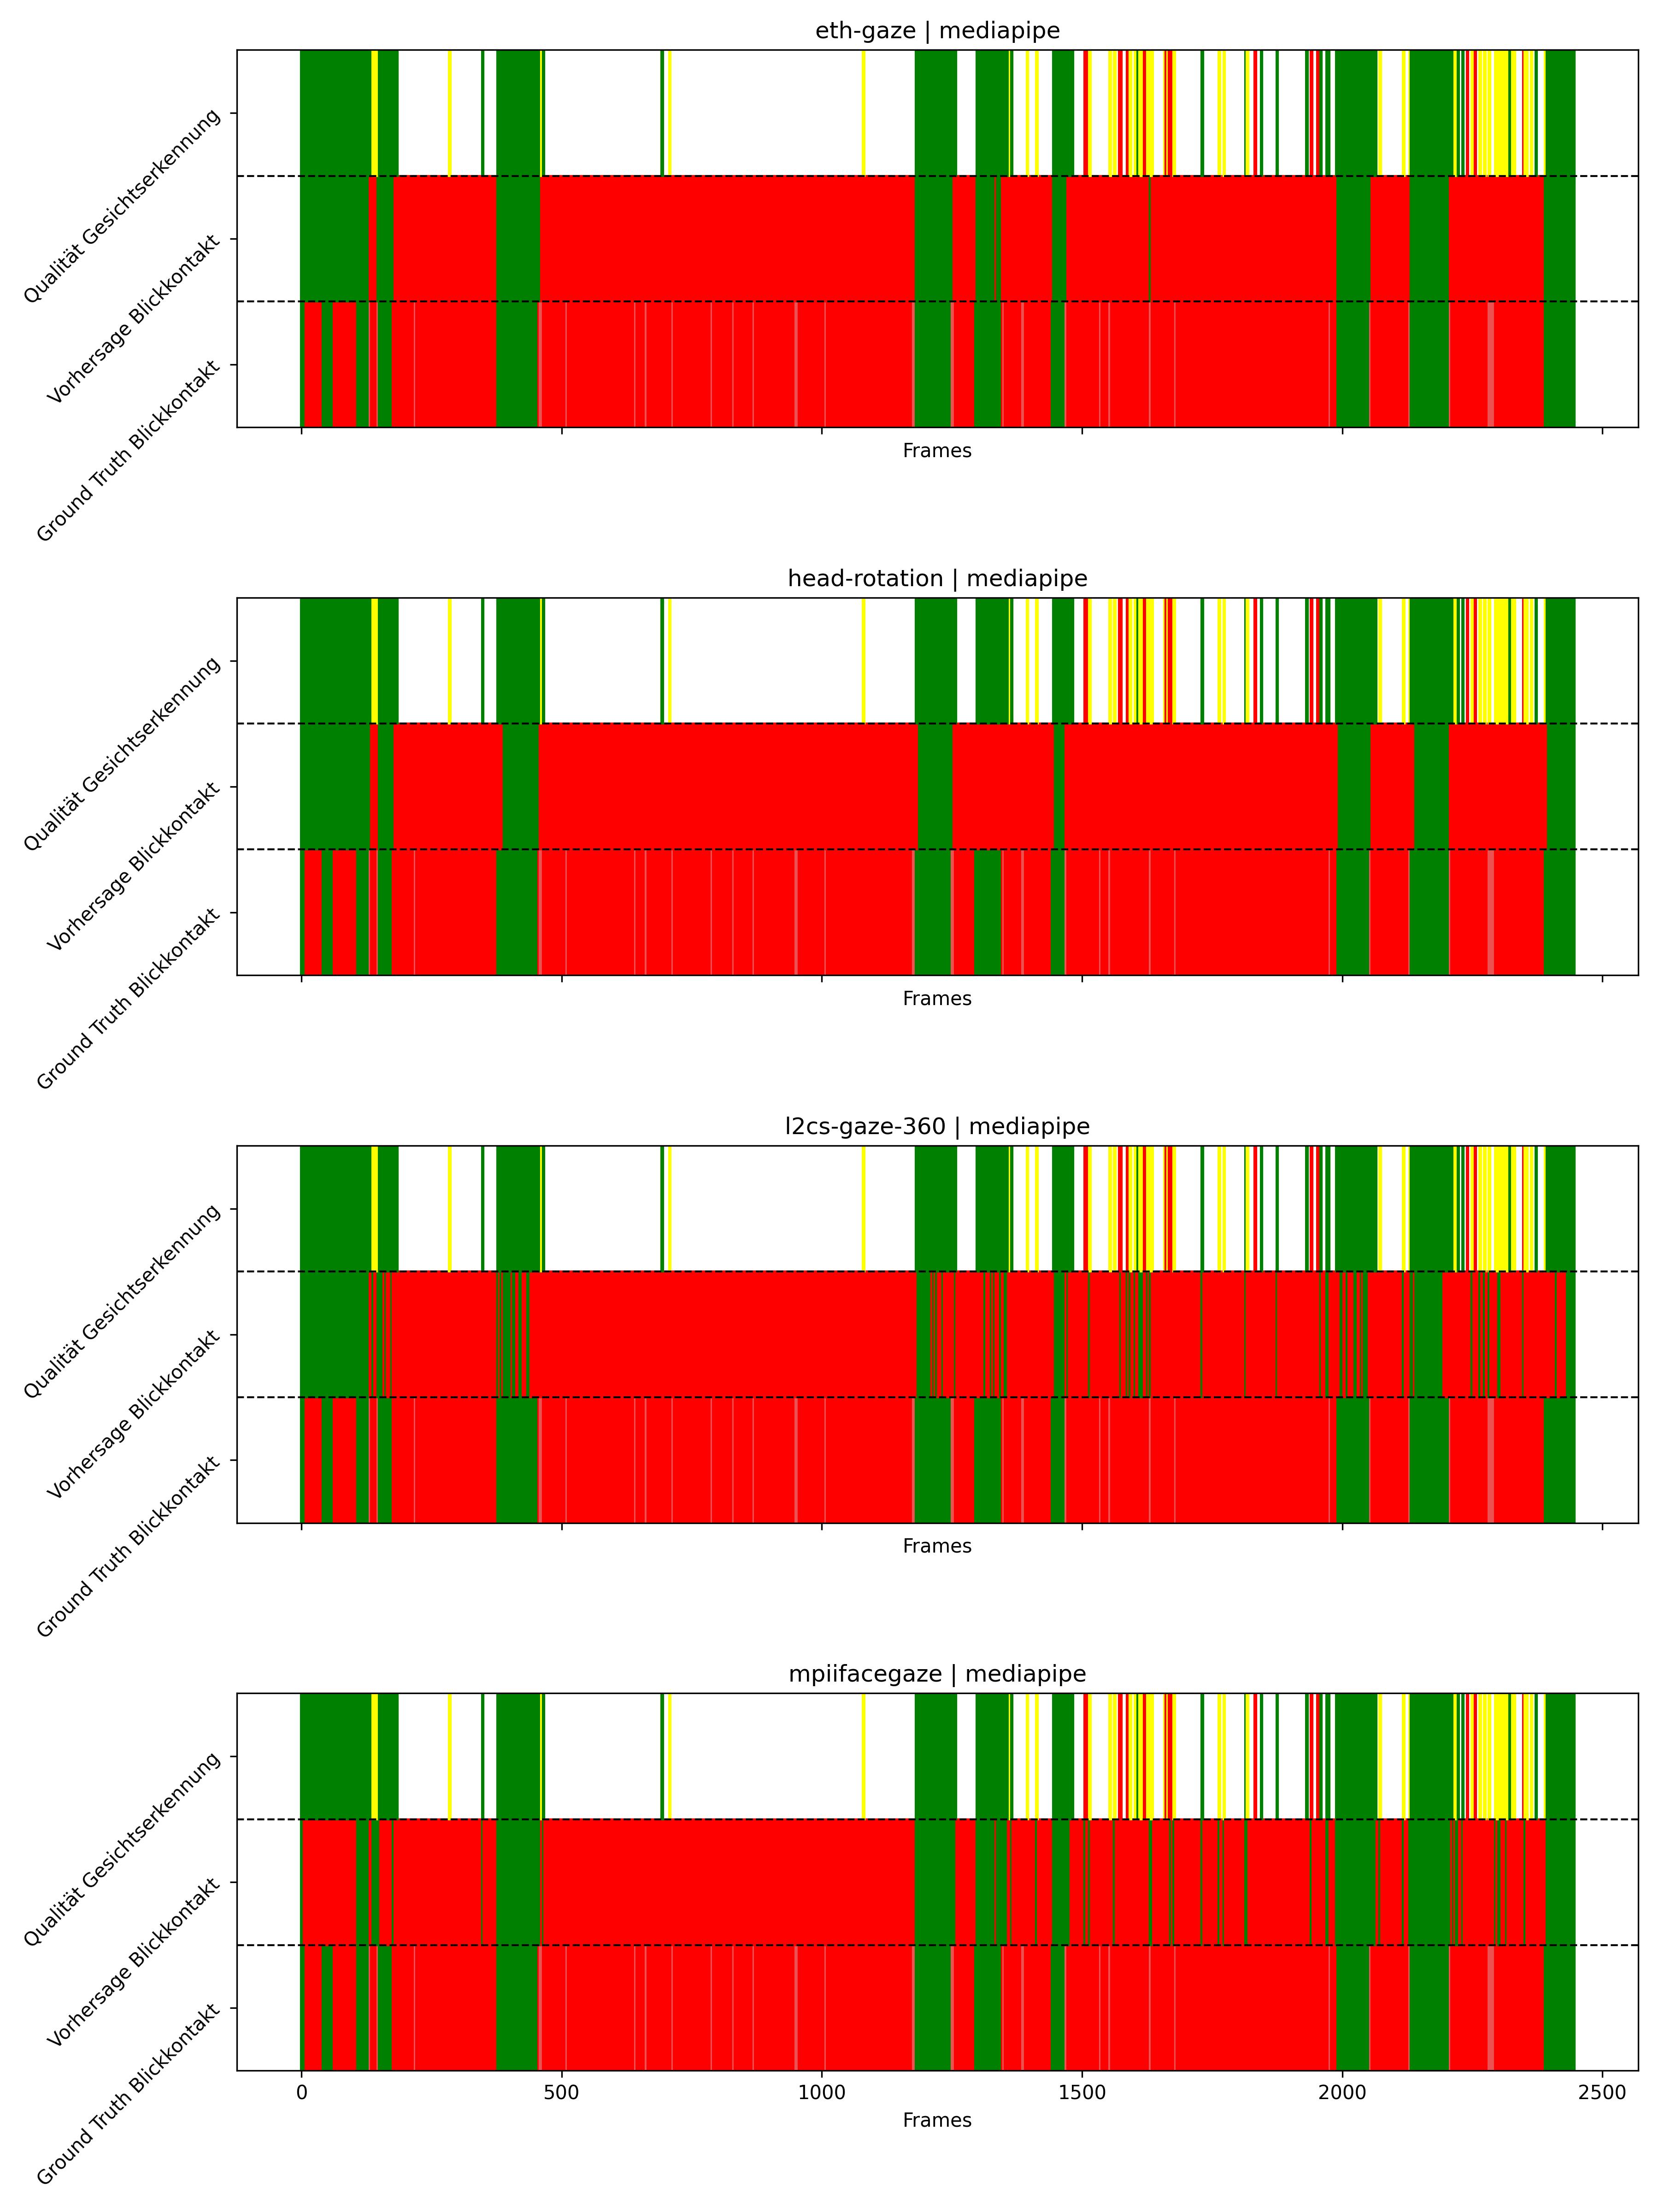 eth-gaze | mediapipe
Qualität Gesichtserkennung
Vorhersage Blickkontakt
Ground Truth Blickkontakt
Frames
head-rotation | mediapipe
Qualität Gesichtserkennung
Vorhersage Blickkontakt
Ground Truth Blickkontakt
Frames
l2cs-gaze-360 | mediapipe
Qualität Gesichtserkennung
Vorhersage Blickkontakt
Ground Truth Blickkontakt
Frames
mpiifacegaze | mediapipe
Qualität Gesichtserkennung
Vorhersage Blickkontakt
Ground Truth Blickkontakt
0 500 1000 1500 2000 2500
Frames